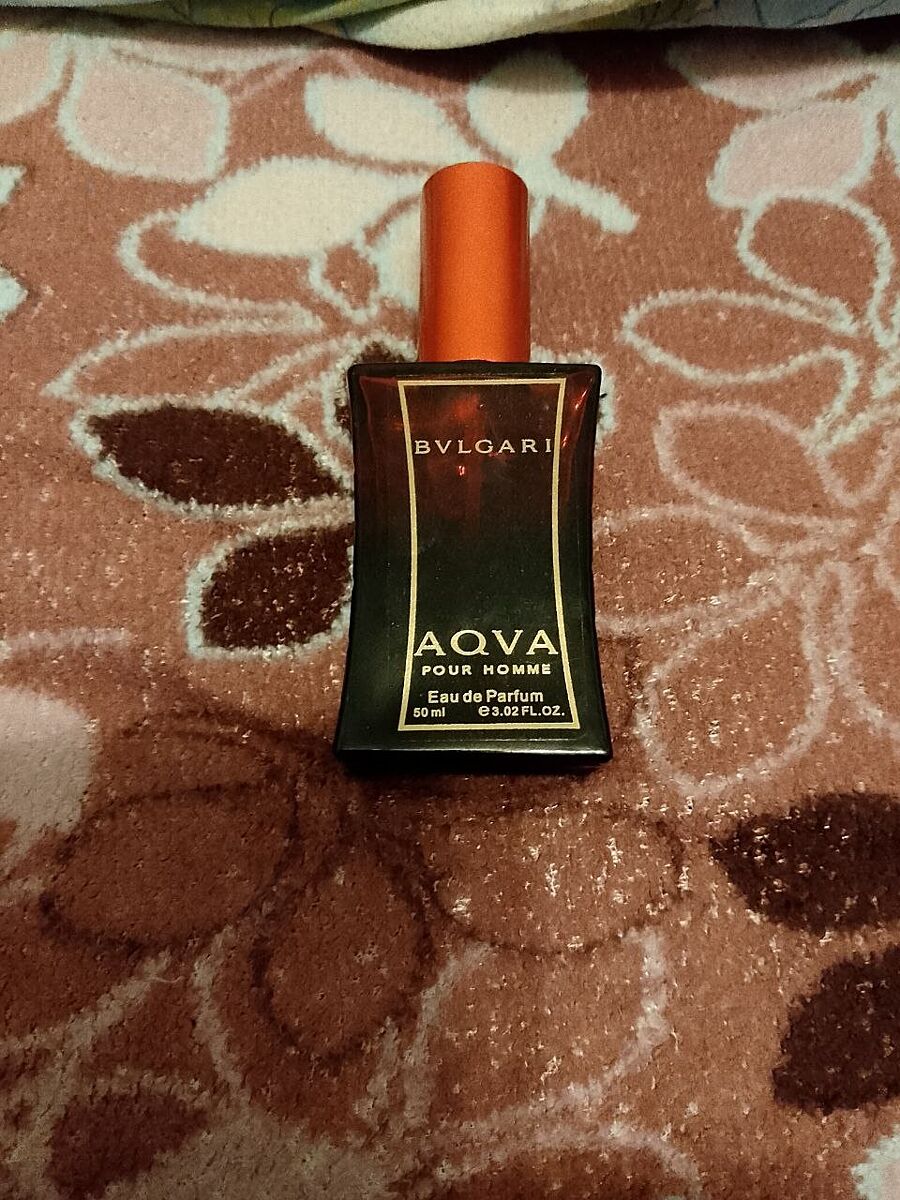 BVLGARI
AQVA
POUR HOMME
Eau de Parfum
50 ml ℮3.02 FL.OZ.